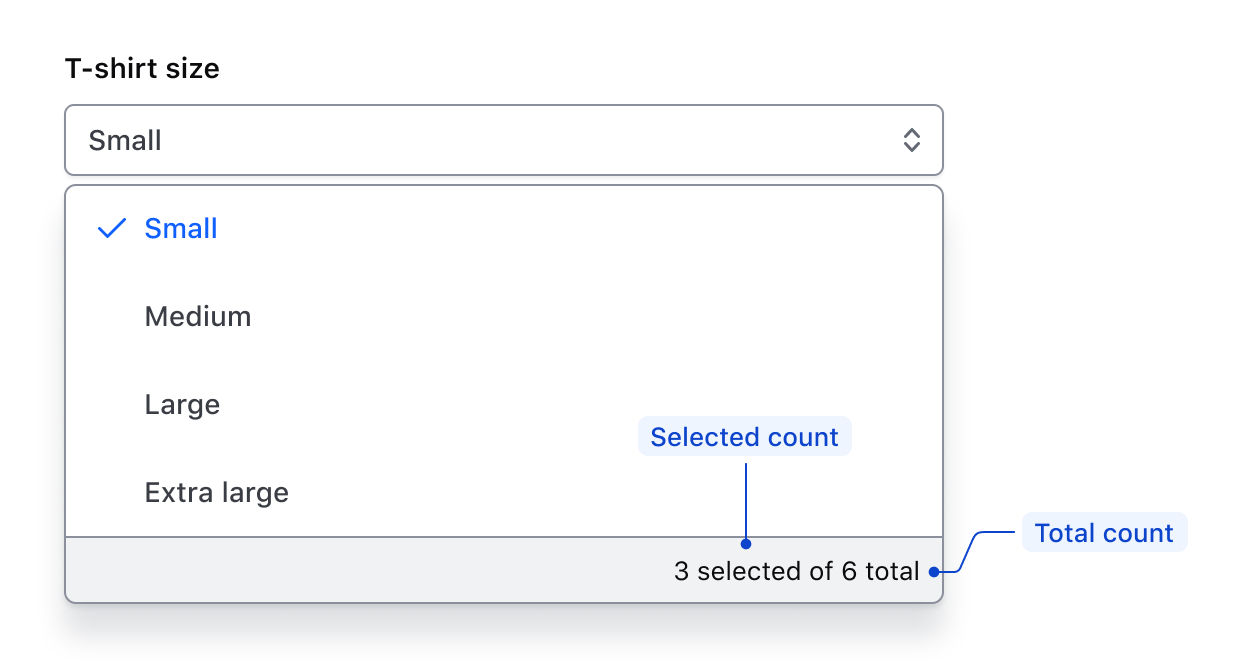 T-shirt size
Small
Small
Medium
Large
Selected count
Extra large
Total count
3 selected of 6 total